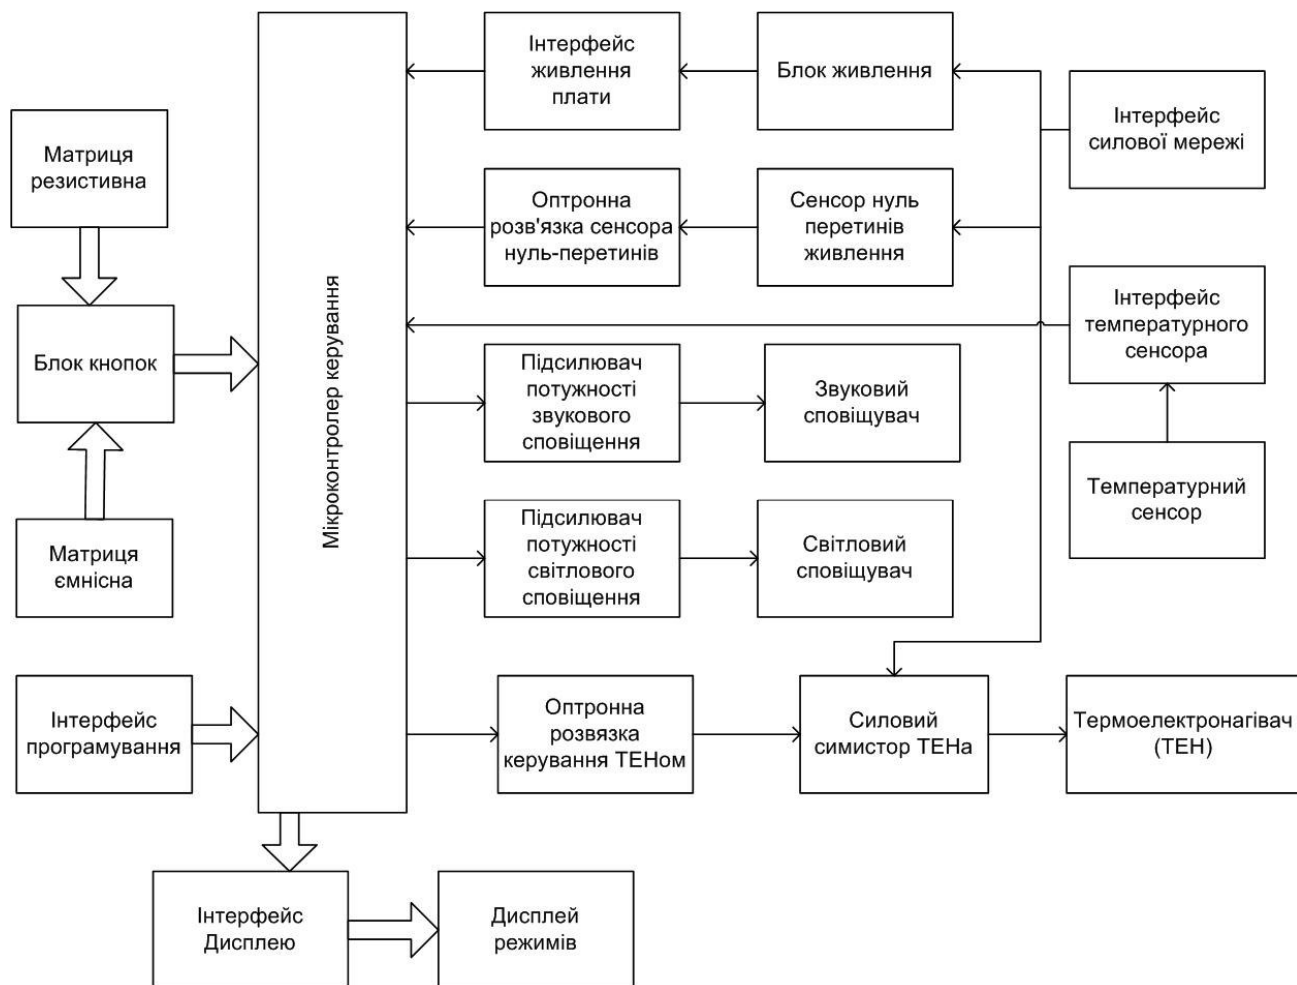 Інтерфейс
живлення
плати
Блок живлення
Інтерфейс
силової мережі
Матриця
резистивна
Оптронна
розв'язка сенсора
нуль-перетинів
Сенсор нуль
перетинів
живлення
Мікроконтролер керування
Інтерфейс
температурного
сенсора
Блок кнопок
Підсилювач
потужності
звукового
сповіщення
Звуковий
сповіщувач
Температурний
сенсор
Матриця
ємнісна
Підсилювач
потужності
світлового
сповіщення
Світловий
сповіщувач
Інтерфейс
програмування
Оптронна
розвязка
керування ТЕНом
Силовий
симистор ТЕНа
Термоелектронагівач
(ТЕН)
Інтерфейс
Дисплею
Дисплей
режимів